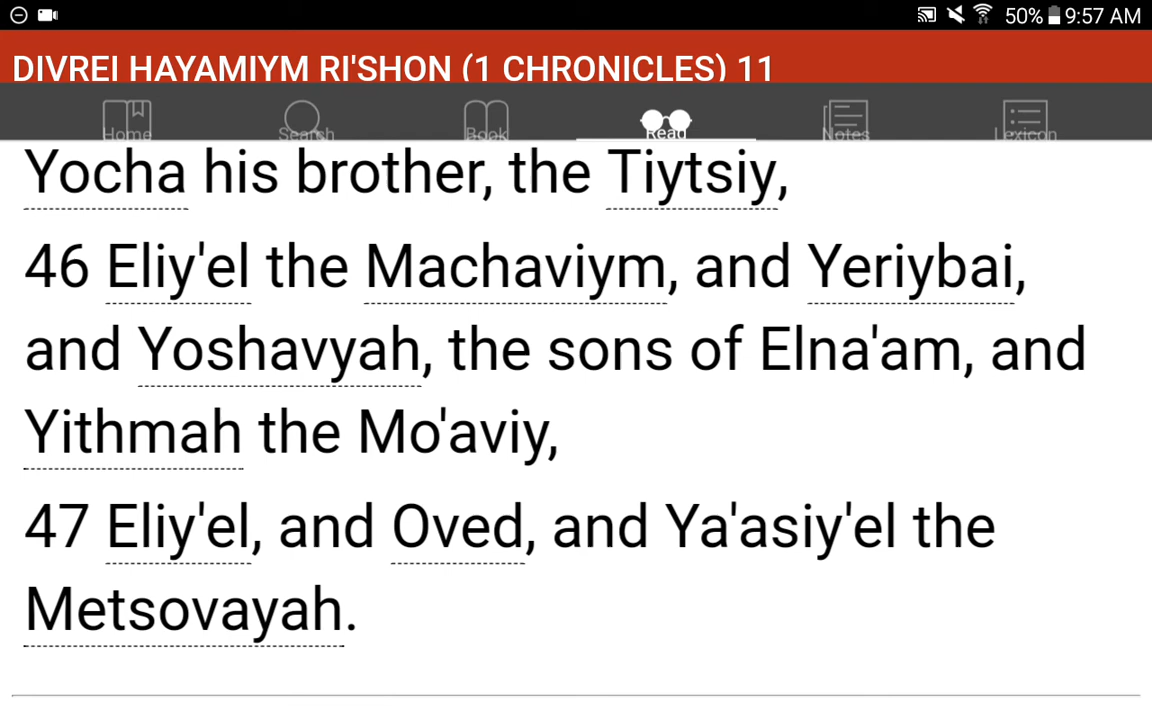 50% 9:57 AM
DIVREI HAYAMIYM RI'SHON (1 CHRONICLES) 11
Home Search Book Read Notes Lexicon
Yocha his brother, the Tiytsiy,
46 Eliy'el the Machaviym, and Yeriybai,
and Yoshavyah, the sons of Elna'am, and
Yithmah the Mo'aviy,
47 Eliy'el, and Oved, and Ya'asiy'el the
Metsovayah.